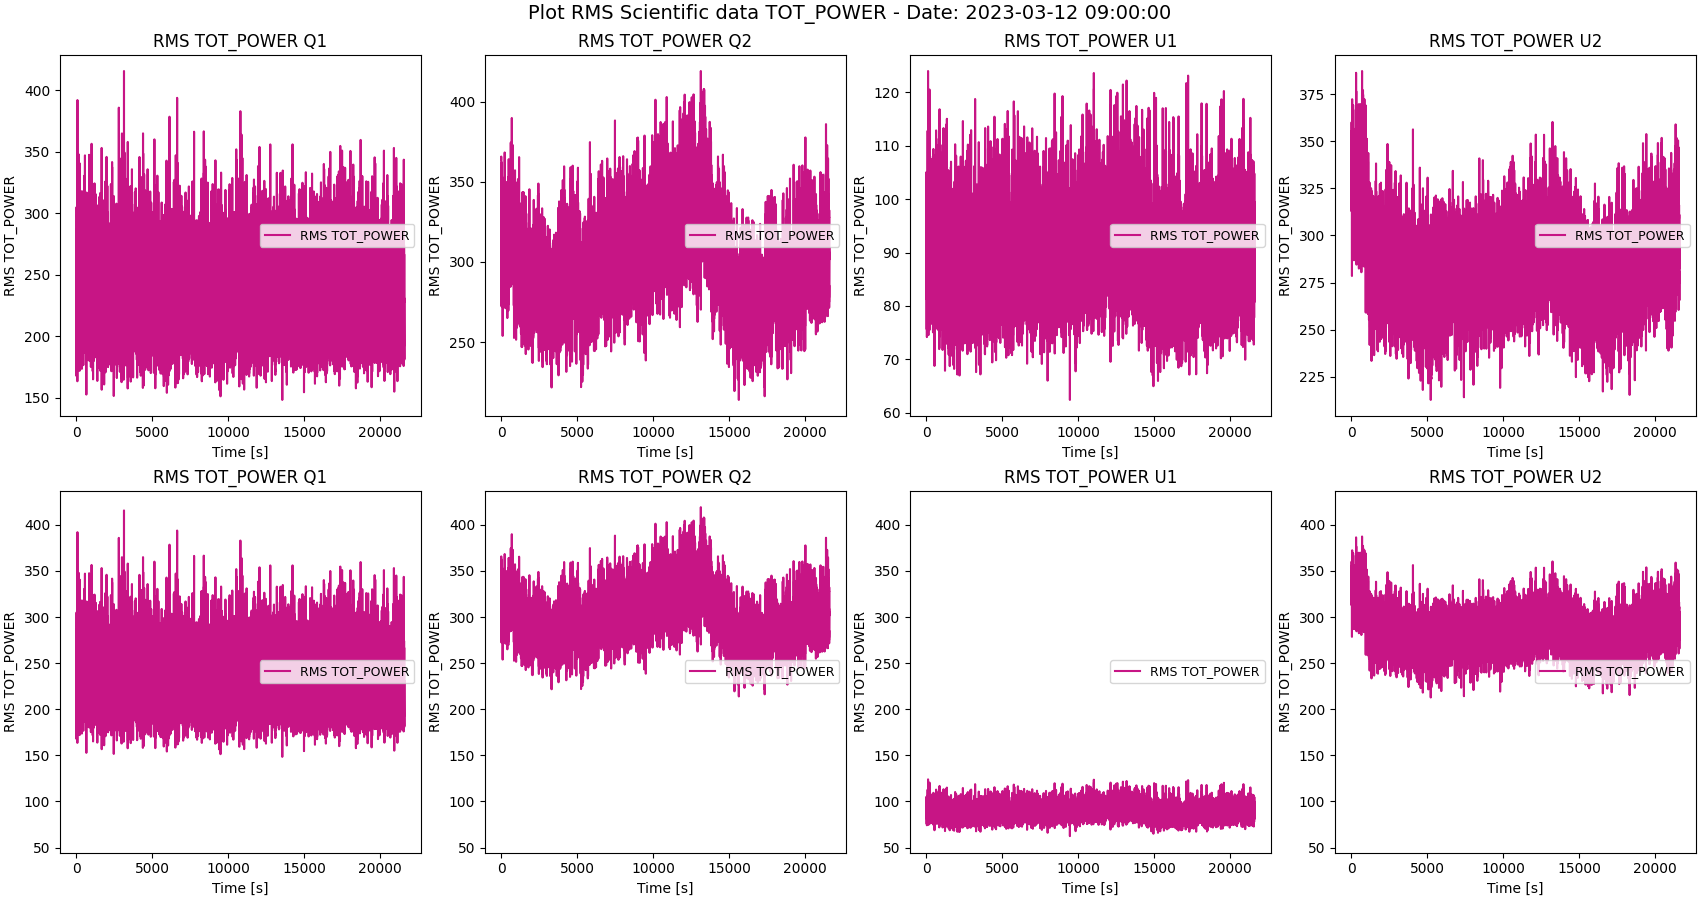 Plot RMS Scientific data TOT_POWER - Date: 2023-03-12 09:00:00
RMS TOT_POWER Q1
RMS TOT_POWER
400
350
300
250
200
150
RMS TOT_POWER
0 5000 10000 15000 20000
Time [s]
RMS TOT_POWER Q2
RMS TOT_POWER
400
350
300
250
RMS TOT_POWER
0 5000 10000 15000 20000
Time [s]
RMS TOT_POWER U1
RMS TOT_POWER
120
110
100
90
80
70
60
RMS TOT_POWER
0 5000 10000 15000 20000
Time [s]
RMS TOT_POWER U2
RMS TOT_POWER
375
350
325
300
275
250
225
RMS TOT_POWER
0 5000 10000 15000 20000
Time [s]
RMS TOT_POWER Q1
RMS TOT_POWER
400
350
300
250
200
150
100
50
RMS TOT_POWER
0 5000 10000 15000 20000
Time [s]
RMS TOT_POWER Q2
RMS TOT_POWER
400
350
300
250
200
150
100
50
RMS TOT_POWER
0 5000 10000 15000 20000
Time [s]
RMS TOT_POWER U1
RMS TOT_POWER
400
350
300
250
200
150
100
50
RMS TOT_POWER
0 5000 10000 15000 20000
Time [s]
RMS TOT_POWER U2
RMS TOT_POWER
400
350
300
250
200
150
100
50
RMS TOT_POWER
0 5000 10000 15000 20000
Time [s]